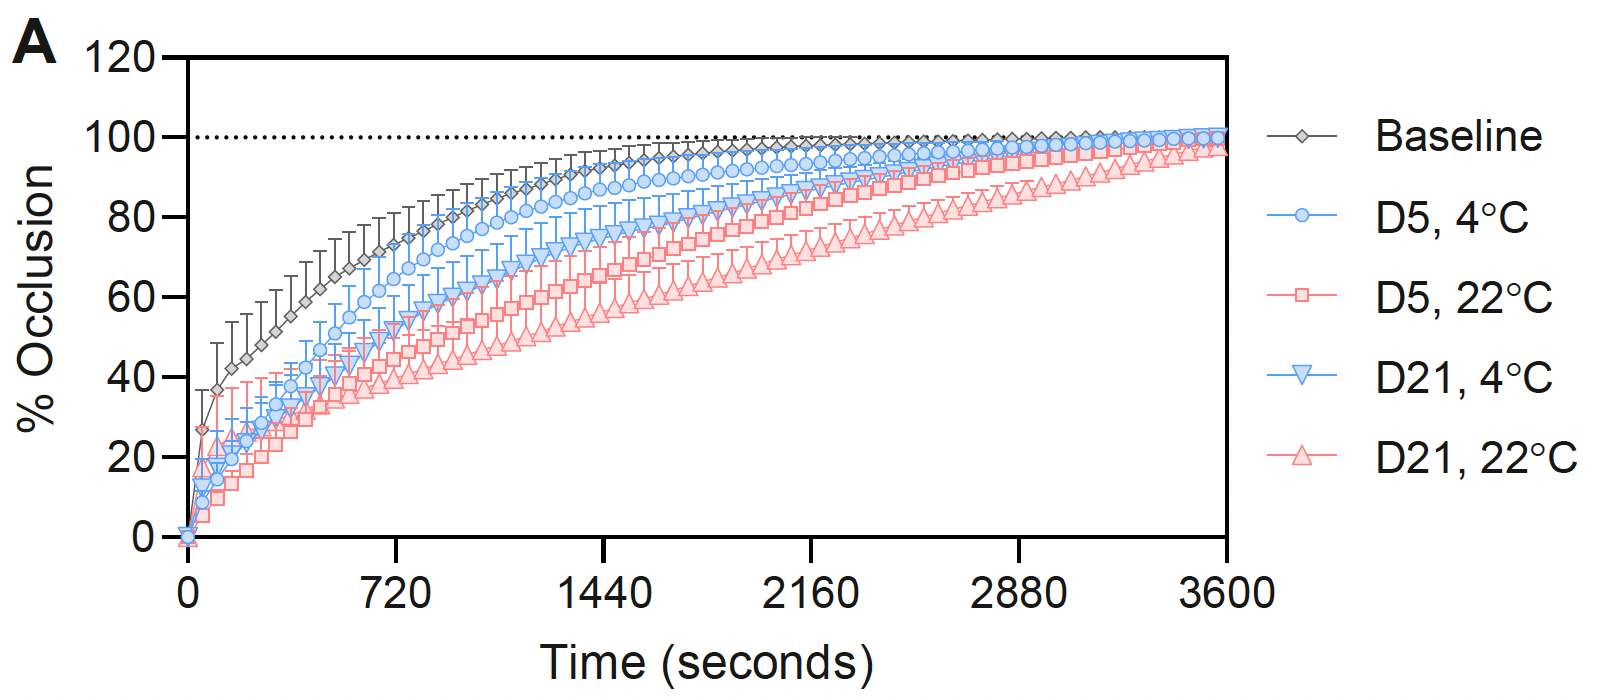 A
120
100
80
60
40
20
0
% Occlusion
0 720 1440 2160 2880 3600
Time (seconds)
Baseline
D5, 4°C
D5, 22°C
D21, 4°C
D21, 22°C